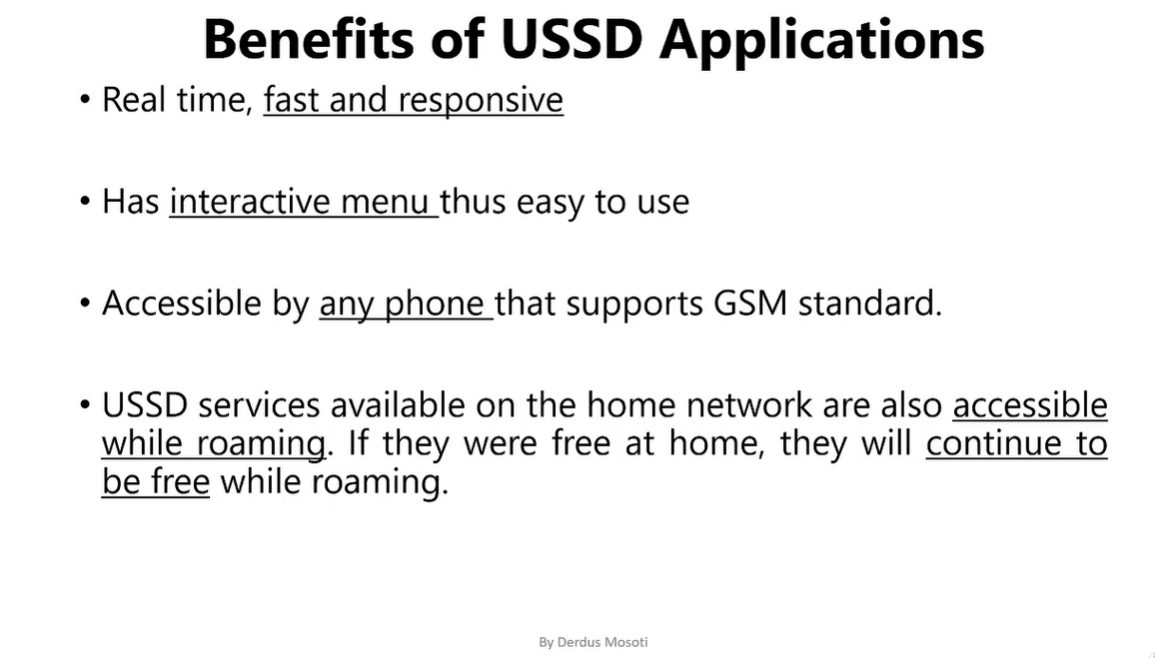 Benefits of USSD Applications
• Real time, fast and responsive
• Has interactive menu thus easy to use
• Accessible by any phone that supports GSM standard.
• USSD services available on the home network are also accessible
while roaming. If they were free at home, they will continue to
be free while roaming.
By Derdus Mosoti